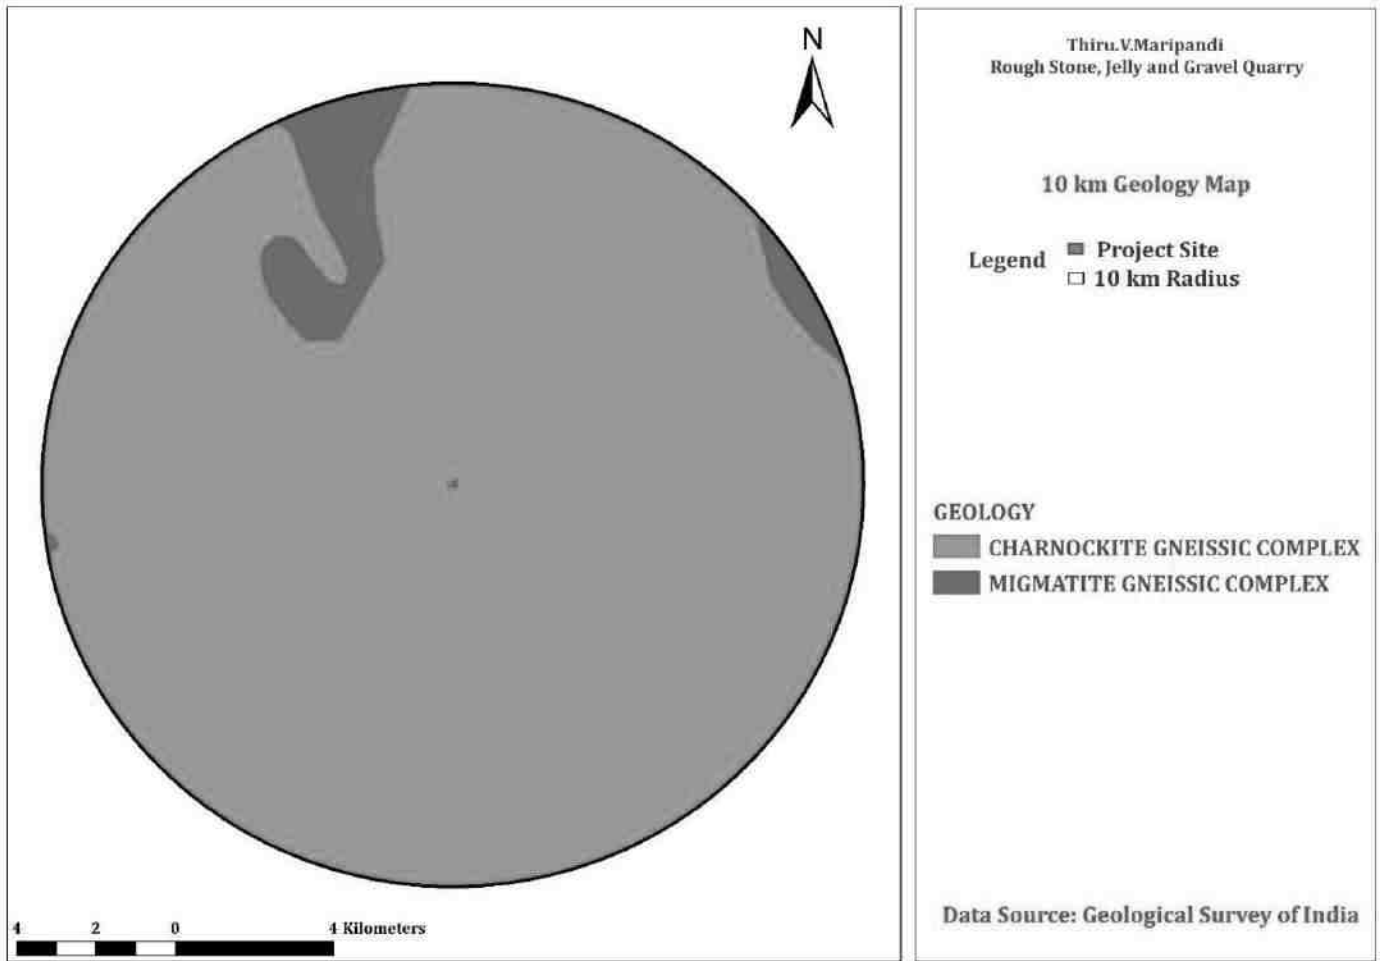 N
4 2 0 4 Kilometers
Thiru.V.Maripandi
Rough Stone, Jelly and Gravel Quarry
10 km Geology Map
Legend
Project Site
10 km Radius
GEOLOGY
CHARNOCKITE GNEISSIC COMPLEX
MIGMATITE GNEISSIC COMPLEX
Data Source: Geological Survey of India